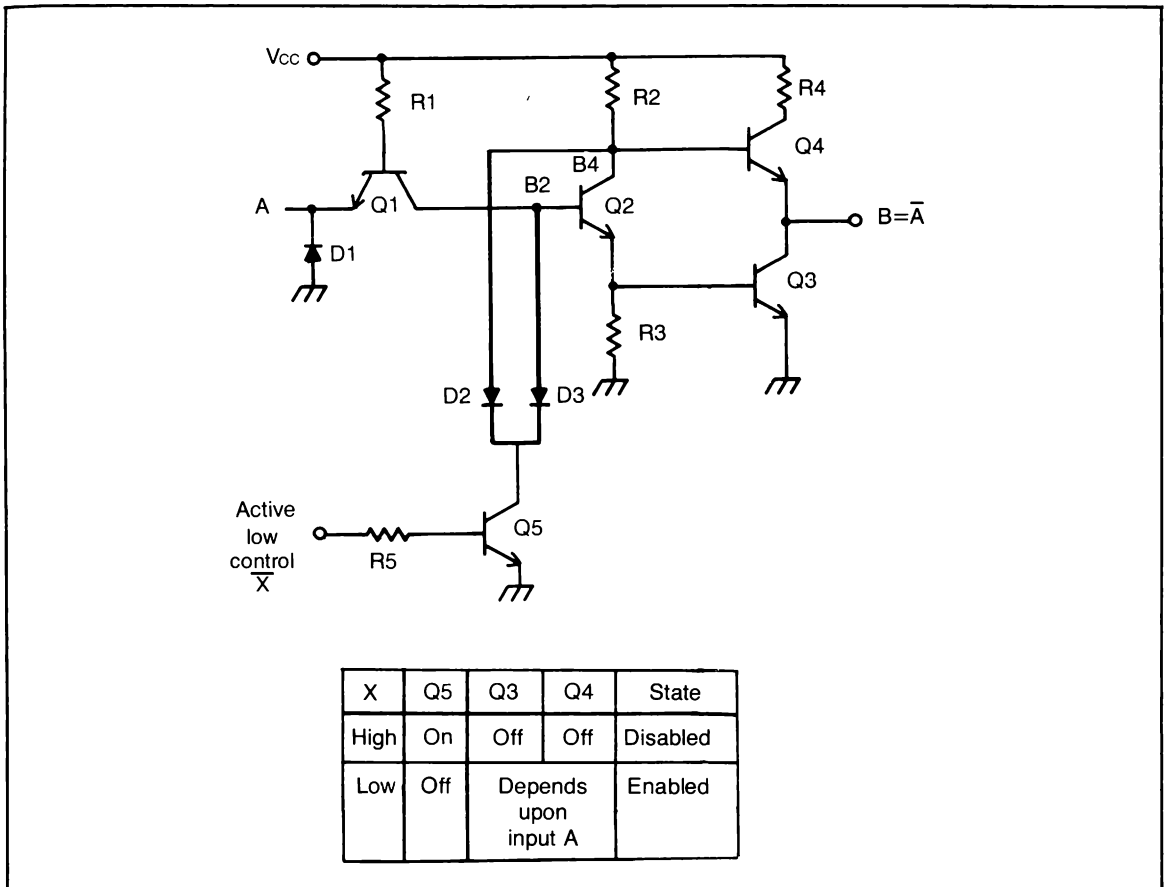 Vcc
R1
R2
R4
Q4
B4
B2
A
Q1
Q2
B=A̅
D1
Q3
R3
D2
D3
Active
low
control
X̅
R5
Q5
X Q5 Q3 Q4 State
High On Off Off Disabled
Low Off Depends
upon
input A
Enabled